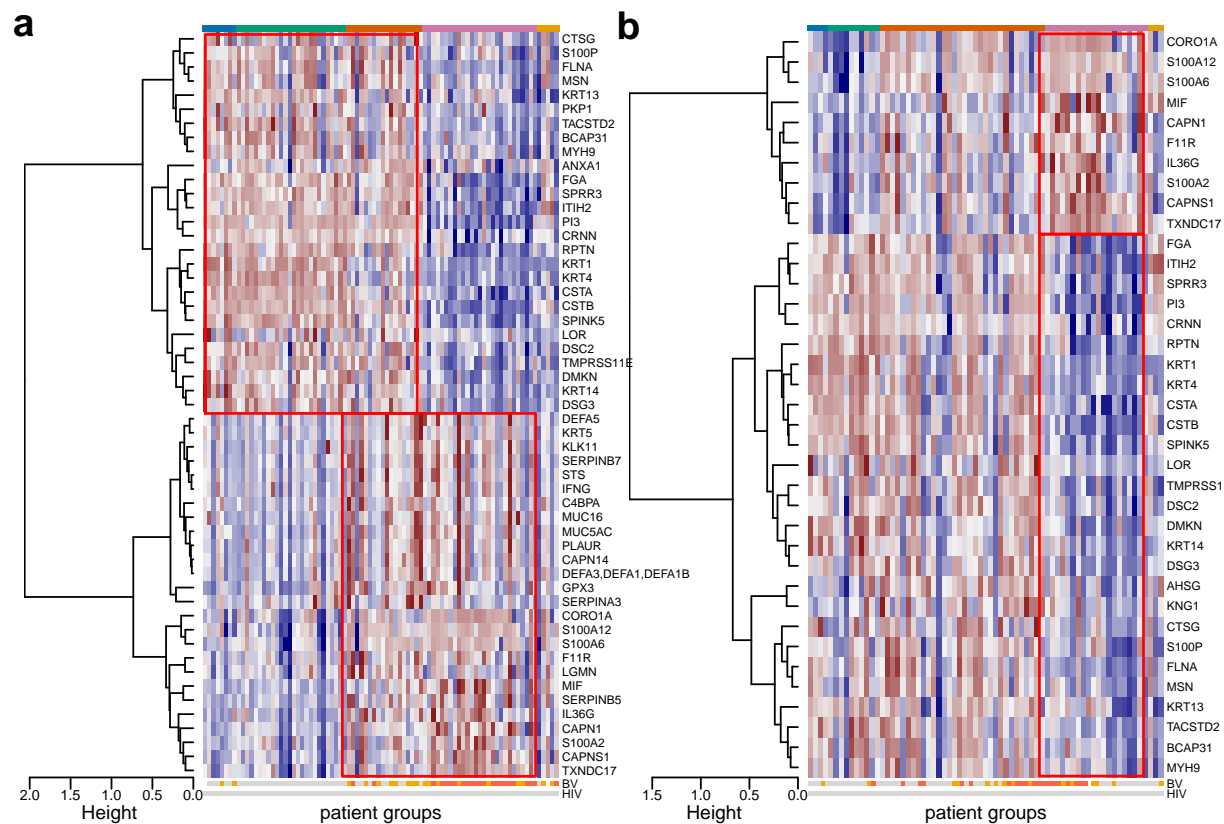 a
CTSG
S100P
FLNA
MSN
KRT13
PKP1
TACSTD2
BCAP31
MYH9
ANXA1
FGA
SPRR3
ITIH2
PI3
CRNN
RPTN
KRT1
KRT4
CSTA
CSTB
SPINK5
LOR
DSC2
TMPRSS11E
DMKN
KRT14
DSG3
DEFA5
KRT5
KLK11
SERPINB7
STS
IFNG
C4BPA
MUC16
MUC5AC
PLAUR
CAPN14
DEFA3,DEFA1,DEFA1B
GPX3
SERPINA3
CORO1A
S100A12
S100A6
F11R
LGMN
MIF
SERPINB5
IL36G
CAPN1
S100A2
CAPNS1
TXNDC17
BV
HIV
2.0 1.5 1.0 0.5 0.0
Height
patient groups
b
CORO1A
S100A12
S100A6
MIF
CAPN1
F11R
IL36G
S100A2
CAPNS1
TXNDC17
FGA
ITIH2
SPRR3
PI3
CRNN
RPTN
KRT1
KRT4
CSTA
CSTB
SPINK5
LOR
TMPRSS1
DSC2
DMKN
KRT14
DSG3
AHSG
KNG1
CTSG
S100P
FLNA
MSN
KRT13
TACSTD2
BCAP31
MYH9
BV
HIV
1.5 1.0 0.5 0.0
Height
patient groups